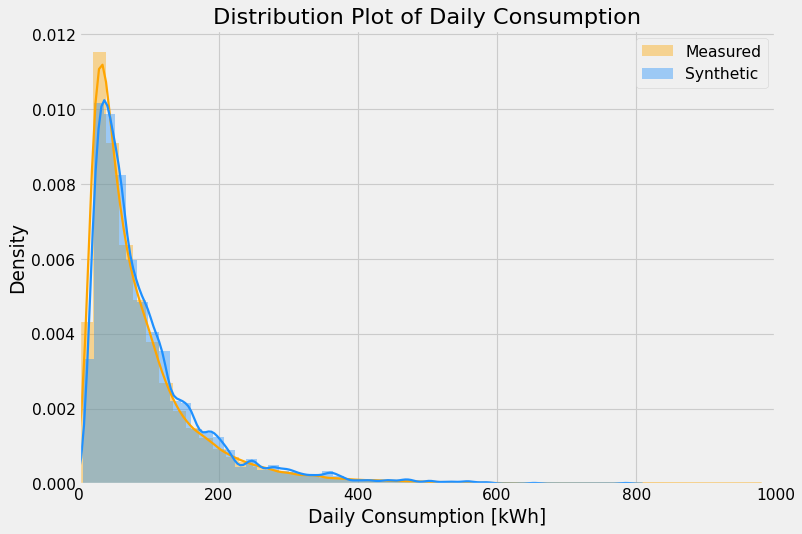 Distribution Plot of Daily Consumption
Measured
Synthetic
Density
0.012
0.010
0.008
0.006
0.004
0.002
0.000
0 200 400 600 800 1000
Daily Consumption [kWh]